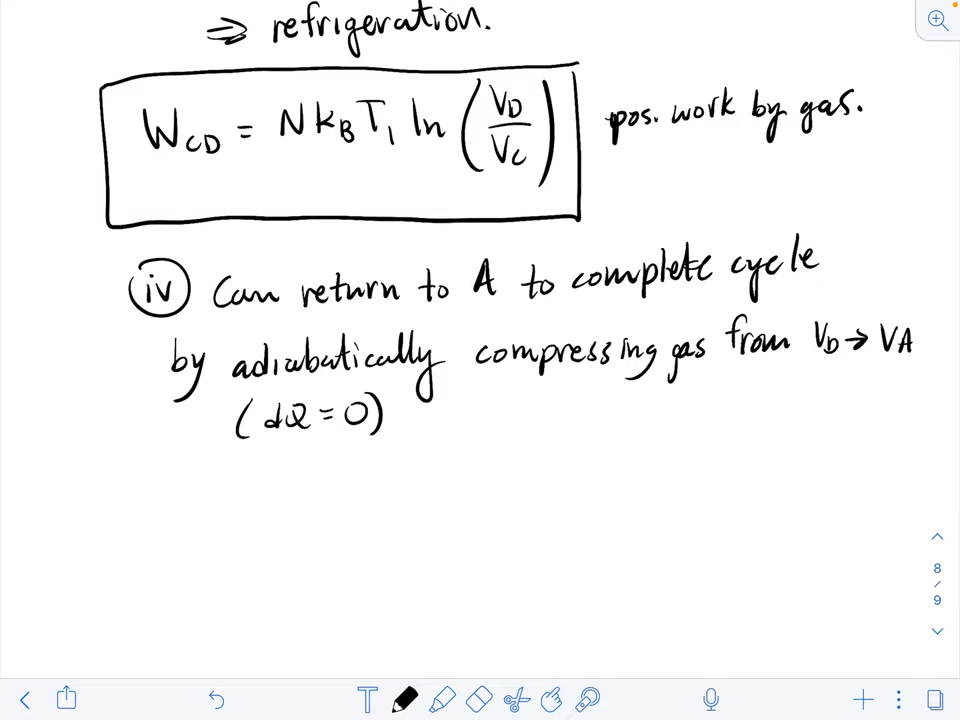 ⇒ refrigeration.
W_CD = N k_B T_1 ln (V_D / V_C) pos. work by gas.
(iv) Can return to A to complete cycle
by adiabatically compressing gas from V_D → V_A
(dQ = 0)
8
/
9